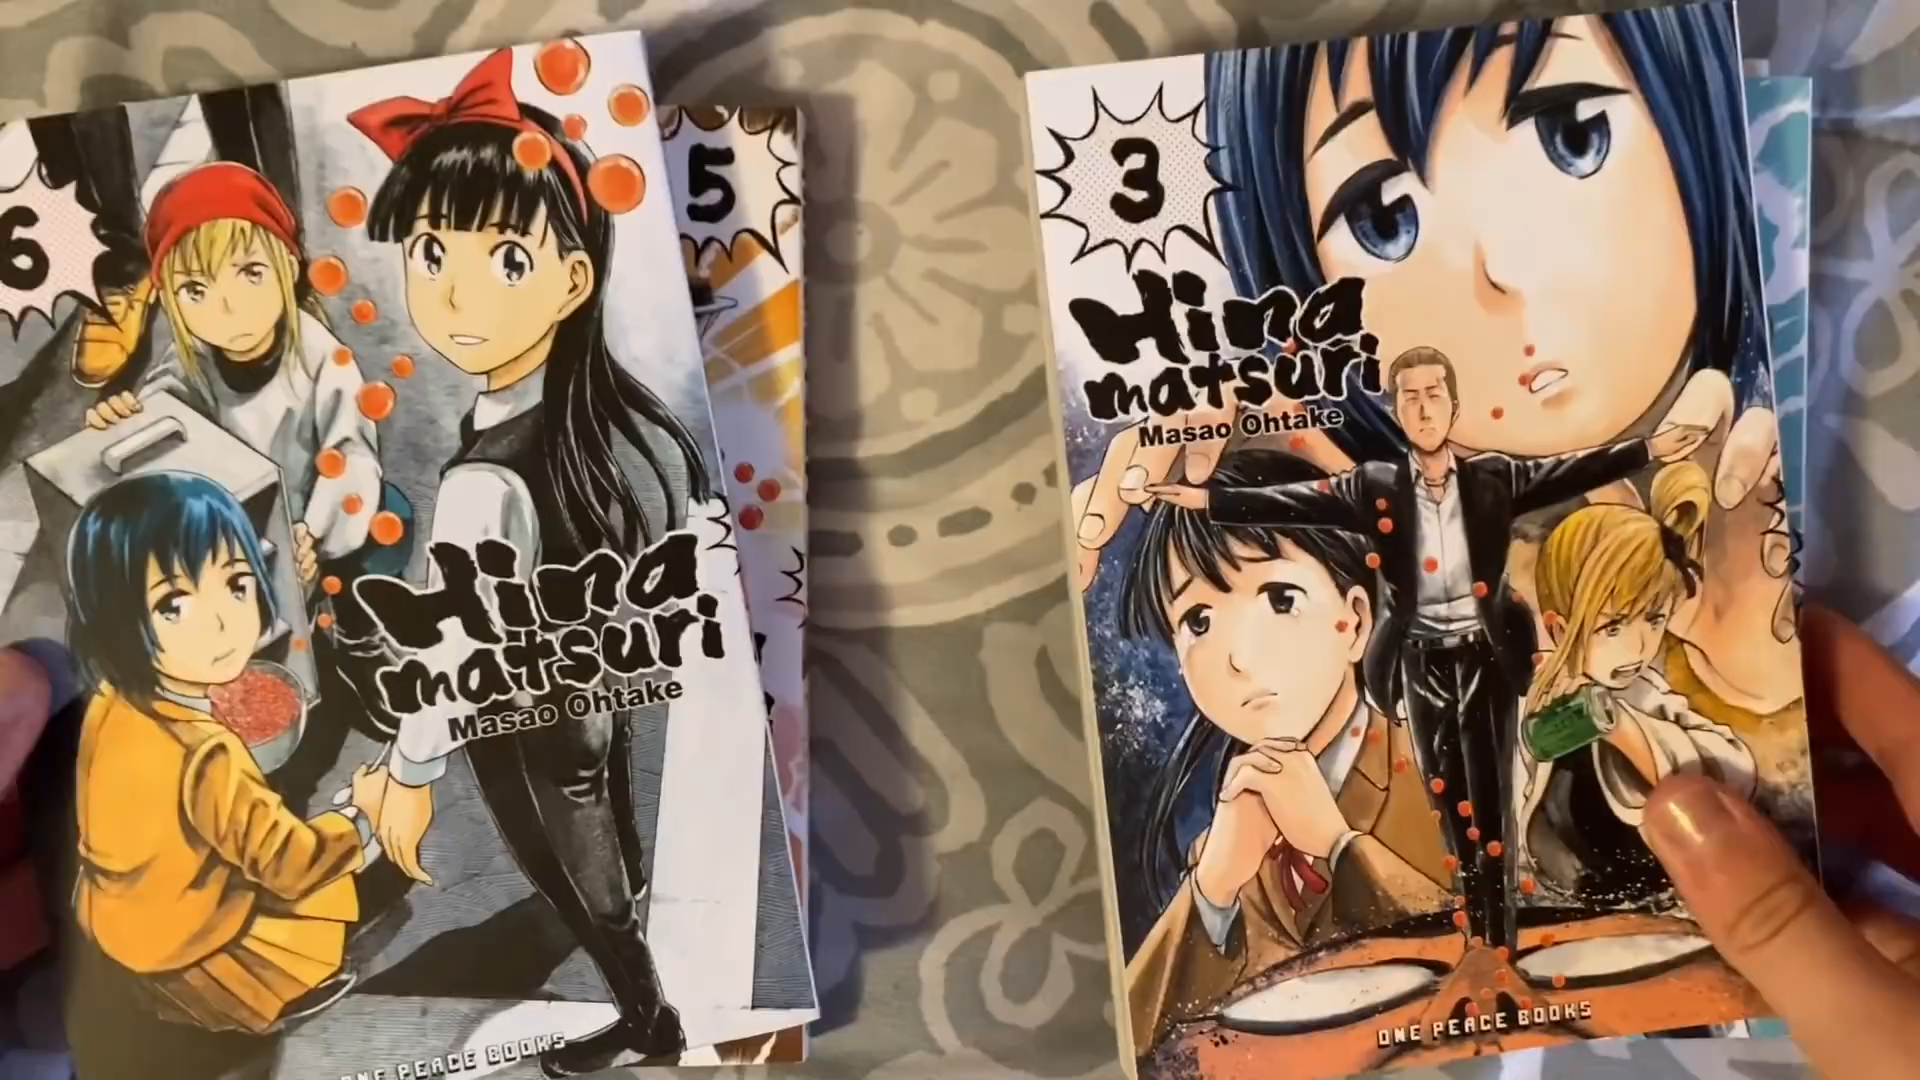 6
Hina
matsuri
Masao Ohtake
ONE PEACE BOOKS
5
3
Hina
matsuri
Masao Ohtake
ONE PEACE BOOKS